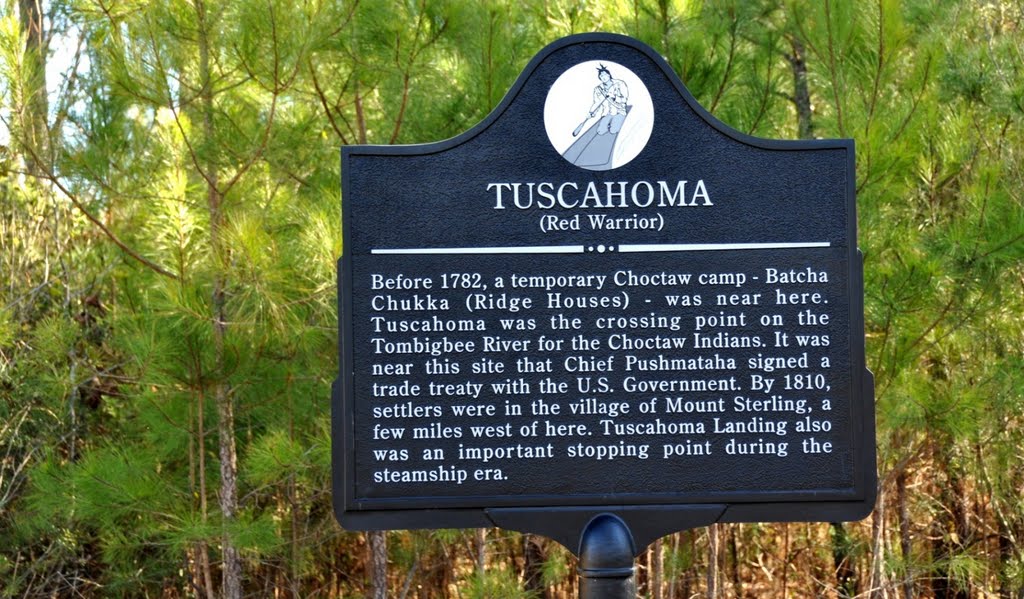 TUSCAHOMA
(Red Warrior)
Before 1782, a temporary Choctaw camp - Batcha
Chukka (Ridge Houses) - was near here.
Tuscahoma was the crossing point on the
Tombigbee River for the Choctaw Indians. It was
near this site that Chief Pushmataha signed a
trade treaty with the U.S. Government. By 1810,
settlers were in the village of Mount Sterling, a
few miles west of here. Tuscahoma Landing also
was an important stopping point during the
steamship era.